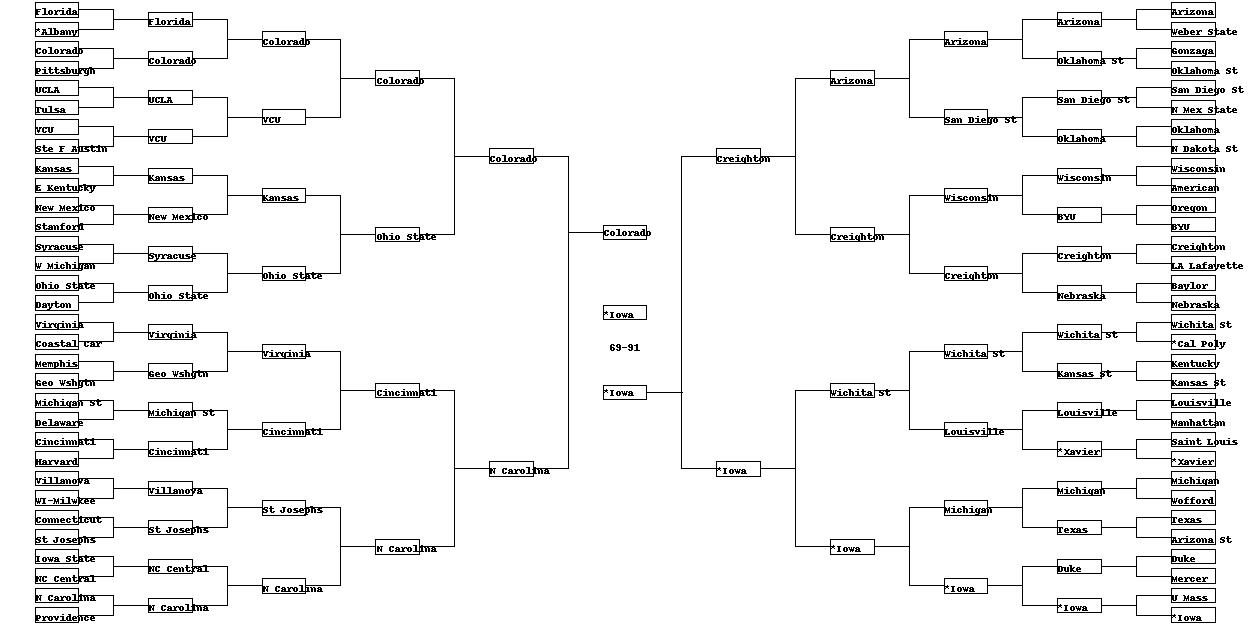 Florida
*Albany
Colorado
Pittsburgh
UCLA
Tulsa
VCU
Ste F Austin
Kansas
E Kentucky
New Mexico
Stanford
Syracuse
W Michigan
Ohio State
Dayton
Virginia
Coastal Car
Memphis
Geo Wshgtn
Michigan St
Delaware
Cincinnati
Harvard
Villanova
WI-Milwkee
Connecticut
St Josephs
Iowa State
NC Central
N Carolina
Providence
Florida
Colorado
UCLA
VCU
Kansas
New Mexico
Syracuse
Ohio State
Virginia
Geo Wshgtn
Michigan St
Cincinnati
Villanova
St Josephs
NC Central
N Carolina
Colorado
VCU
Kansas
Ohio State
Virginia
Cincinnati
St Josephs
N Carolina
Colorado
Ohio State
Cincinnati
N Carolina
Colorado
N Carolina
Colorado
*Iowa
69-91
*Iowa
Creighton
*Iowa
Arizona
Creighton
Wichita St
*Iowa
Arizona
San Diego St
Wisconsin
Creighton
Wichita St
Louisville
Michigan
*Iowa
Arizona
Oklahoma St
San Diego St
Oklahoma
Wisconsin
BYU
Creighton
Nebraska
Wichita St
Kansas St
Louisville
*Xavier
Michigan
Texas
Duke
*Iowa
Arizona
Weber State
Gonzaga
Oklahoma St
San Diego St
N Mex State
Oklahoma
N Dakota St
Wisconsin
American
Oregon
BYU
Creighton
LA Lafayette
Baylor
Nebraska
Wichita St
*Cal Poly
Kentucky
Kansas St
Louisville
Manhattan
Saint Louis
*Xavier
Michigan
Wofford
Texas
Arizona St
Duke
Mercer
U Mass
*Iowa